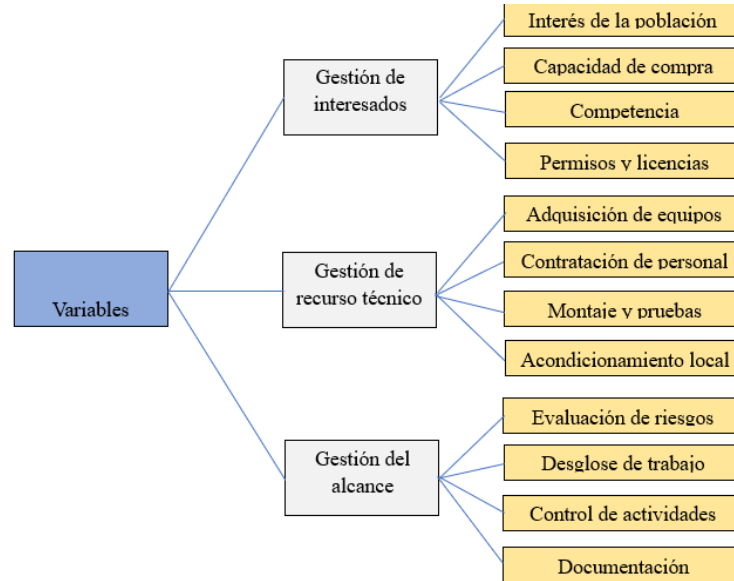 Variables
Gestión de
interesados
Interés de la población
Capacidad de compra
Competencia
Permisos y licencias
Gestión de
recurso técnico
Adquisición de equipos
Contratación de personal
Montaje y pruebas
Acondicionamiento local
Gestión del
alcance
Evaluación de riesgos
Desglose de trabajo
Control de actividades
Documentación